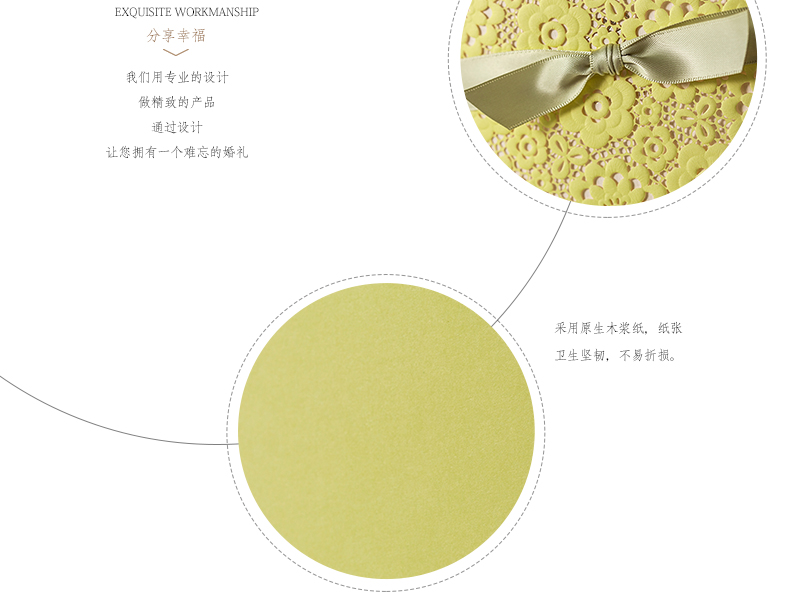 EXQUISITE WORKMANSHIP
分享幸福
我们用专业的设计
做精致的产品
通过设计
让您拥有一个难忘的婚礼
采用原生木浆纸，纸张
卫生坚韧，不易折损。